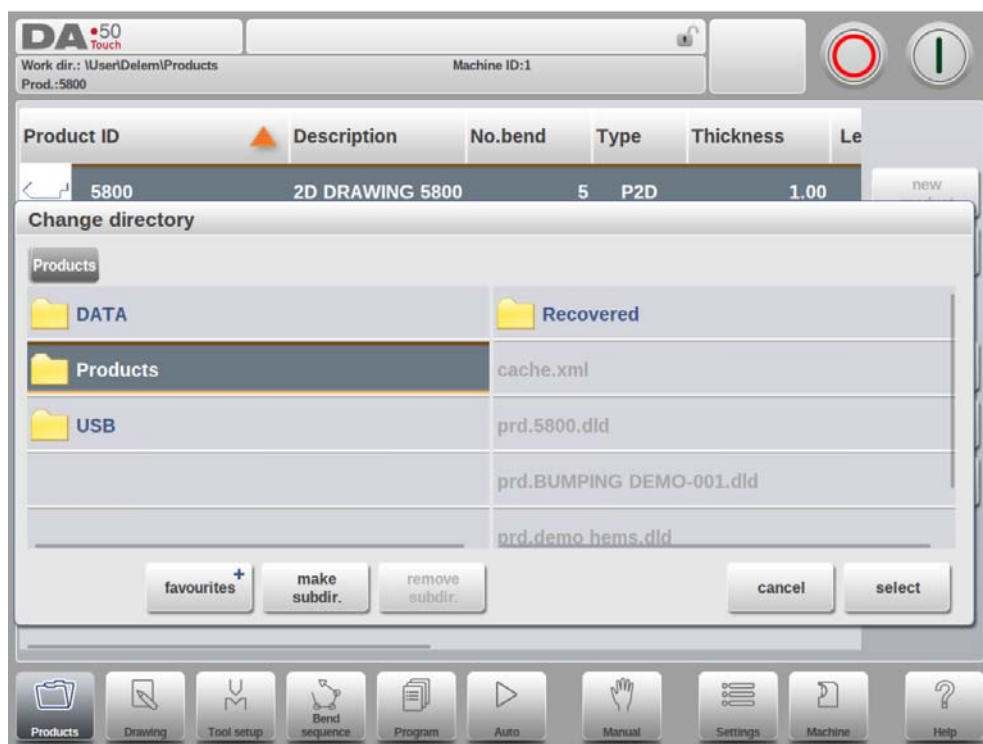 DA•50
Touch
Work dir.: \User\Delem\Products
Machine ID:1
Prod.:5800
Product ID
Description
No.bend
Type
Thickness
Le
5800
2D DRAWING 5800
5
P2D
1.00
new
Change directory
Products
DATA
Recovered
Products
cache.xml
USB
prd.5800.dld
prd.BUMPING DEMO-001.dld
prd.demo hems.dld
favourites+
make
subdir.
remove
subdir.
cancel
select
Products
Drawing
Tool setup
Bend
sequence
Program
Auto
Manual
Settings
Machine
Help